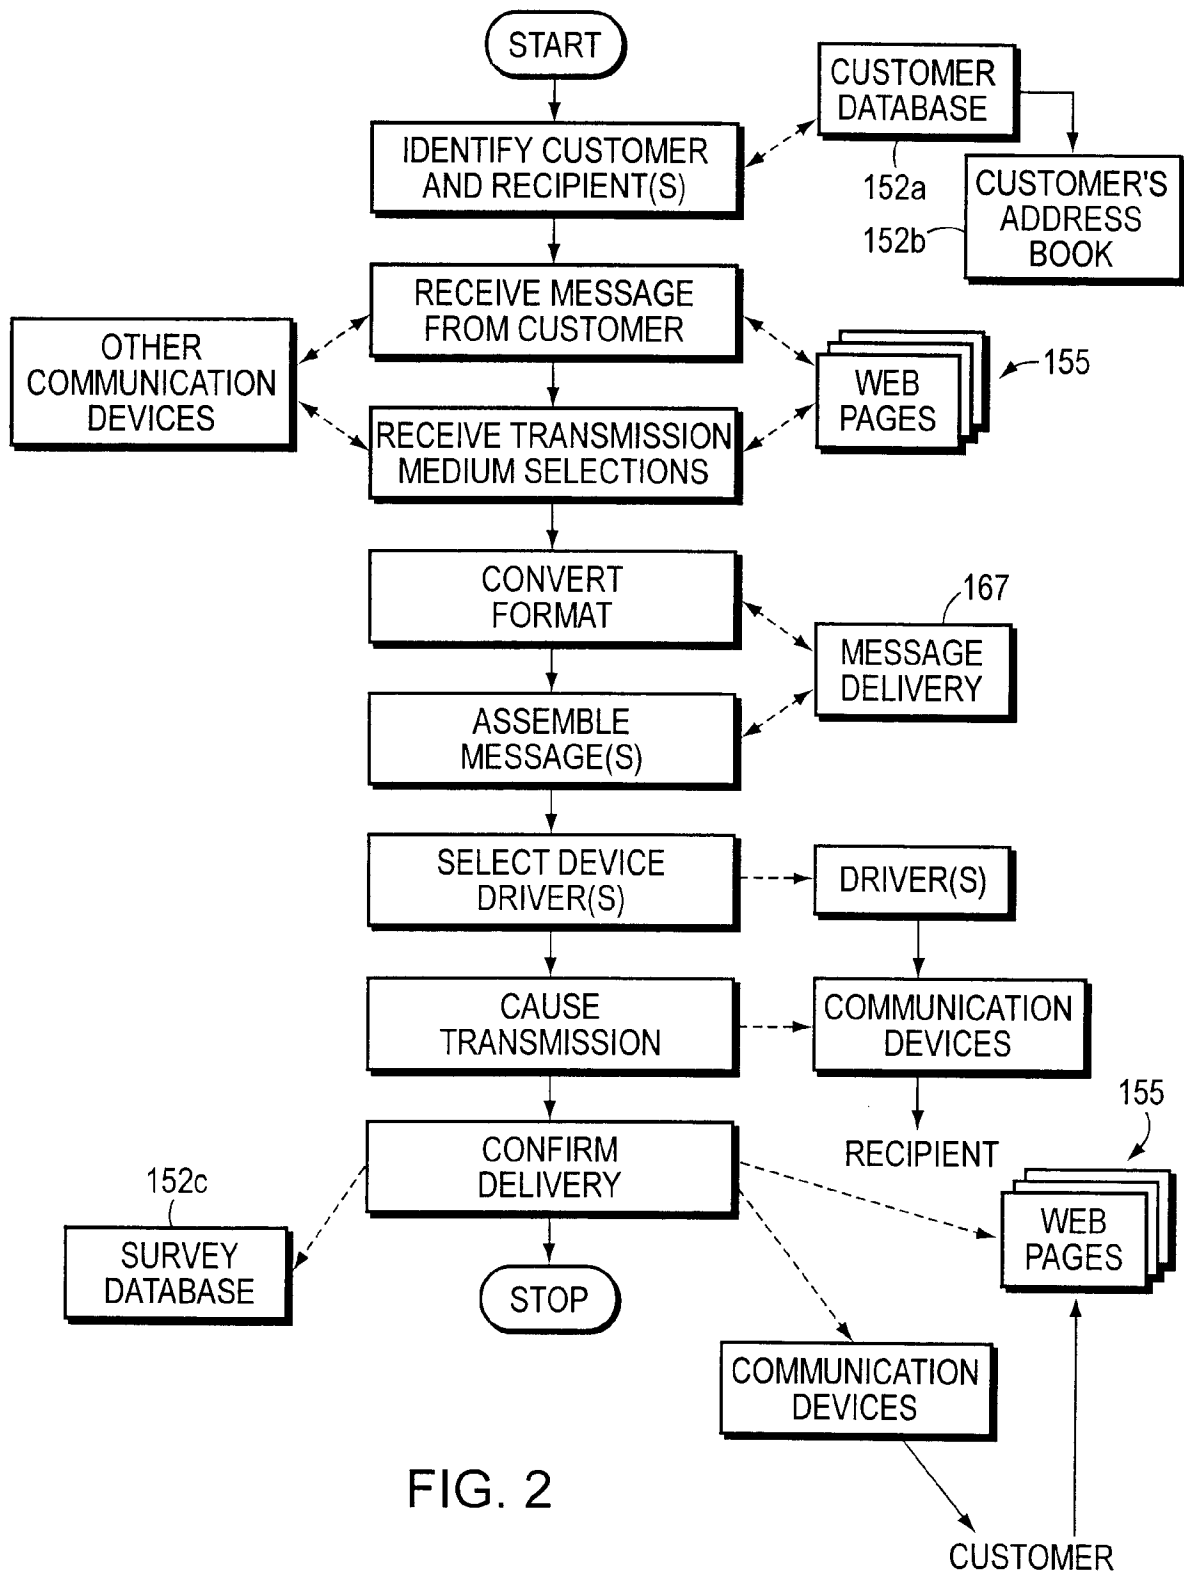 START
CUSTOMER
DATABASE
IDENTIFY CUSTOMER
AND RECIPIENT(S)
152a
CUSTOMER'S
ADDRESS
BOOK
152b
RECEIVE MESSAGE
FROM CUSTOMER
OTHER
COMMUNICATION
DEVICES
WEB
PAGES
155
RECEIVE TRANSMISSION
MEDIUM SELECTIONS
CONVERT
FORMAT
167
MESSAGE
DELIVERY
ASSEMBLE
MESSAGE(S)
SELECT DEVICE
DRIVER(S)
DRIVER(S)
CAUSE
TRANSMISSION
COMMUNICATION
DEVICES
RECIPIENT
155
CONFIRM
DELIVERY
152c
SURVEY
DATABASE
WEB
PAGES
STOP
COMMUNICATION
DEVICES
FIG. 2
CUSTOMER